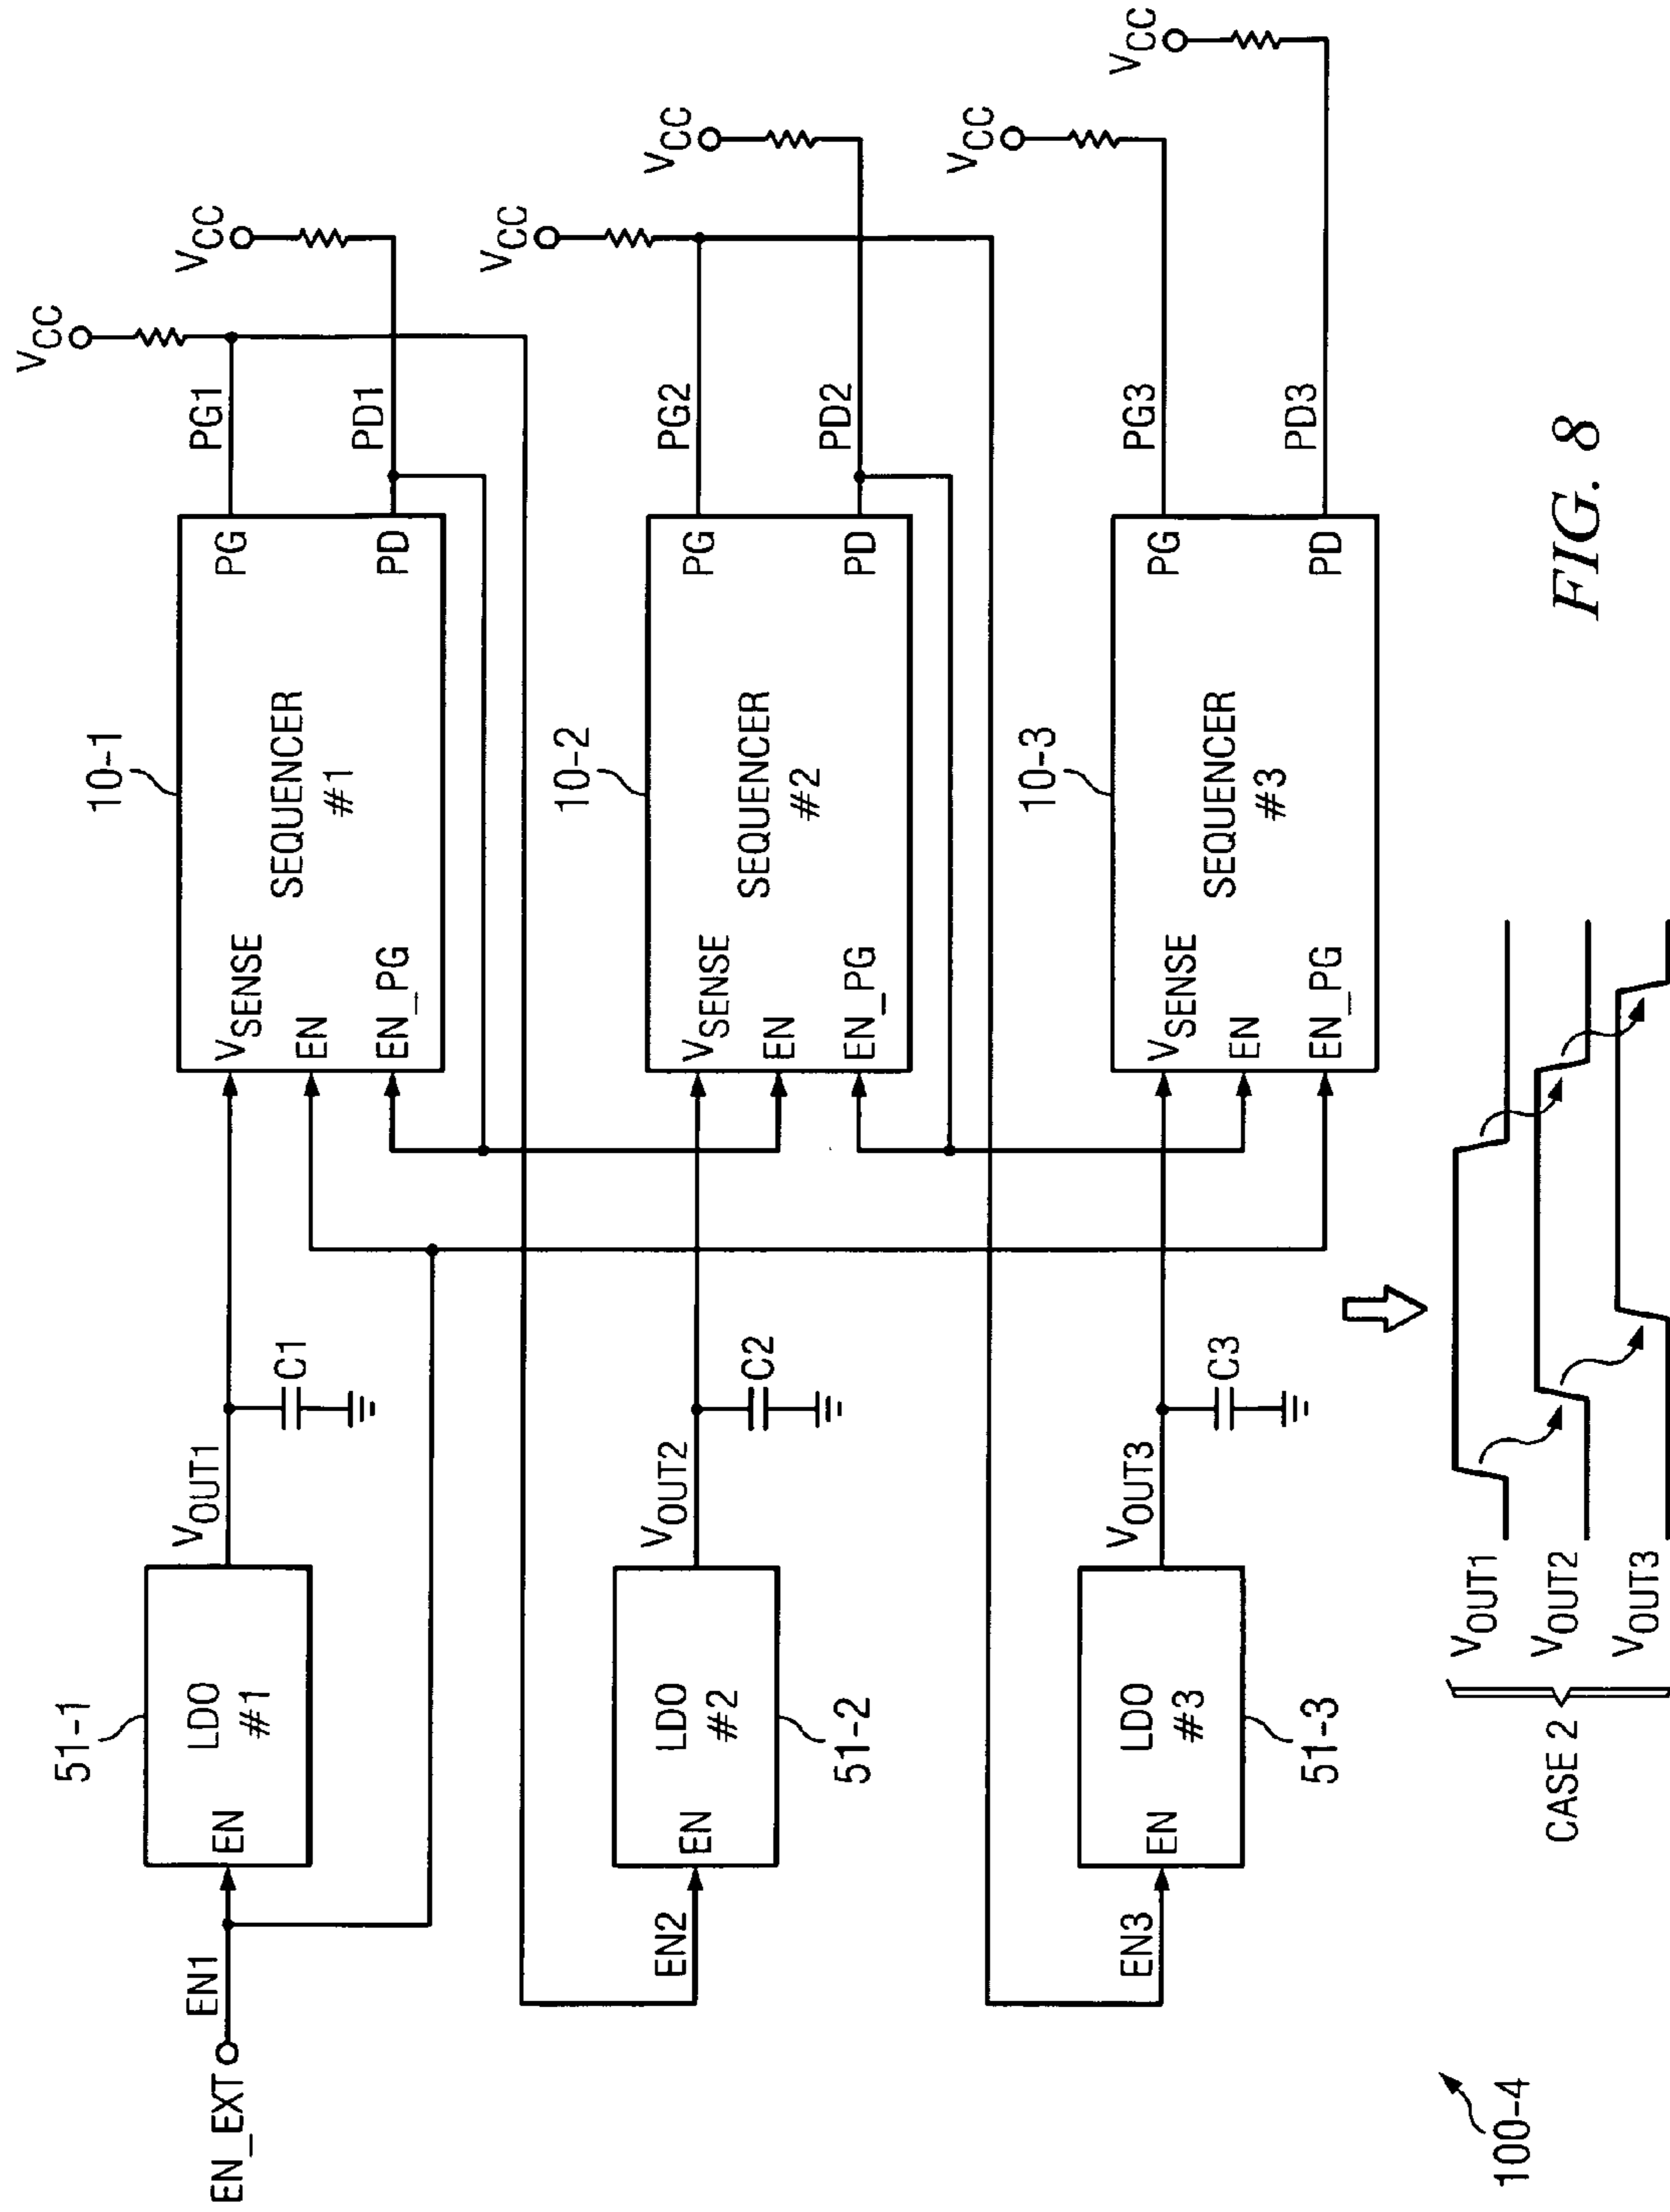 EN_EXT
EN1
51-1
EN
LDO
#1
VOUT1
C1
10-1
VSENSE
EN
EN_PG
SEQUENCER
#1
PG
PD
PG1
PD1
VCC
VCC
EN2
EN
LDO
#2
51-2
VOUT2
C2
10-2
VSENSE
EN
EN_PG
SEQUENCER
#2
PG
PD
PG2
PD2
VCC
VCC
EN3
EN
LDO
#3
51-3
VOUT3
C3
10-3
VSENSE
EN
EN_PG
SEQUENCER
#3
PG
PD
PG3
PD3
VCC
VCC
100-4
CASE 2
VOUT1
VOUT2
VOUT3
FIG. 8